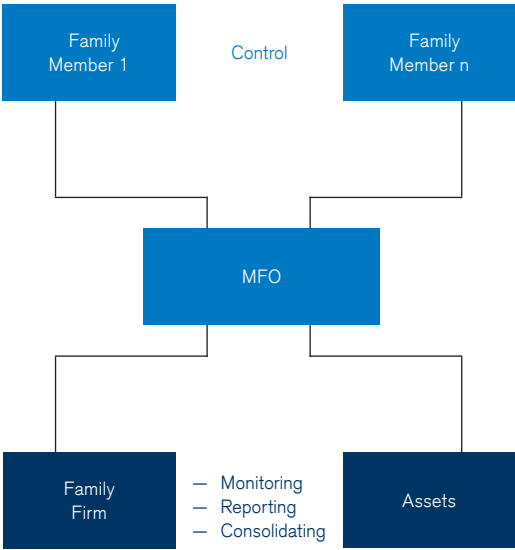 Family
Member 1
Control
Family
Member n
MFO
Family
Firm
— Monitoring
— Reporting
— Consolidating
Assets